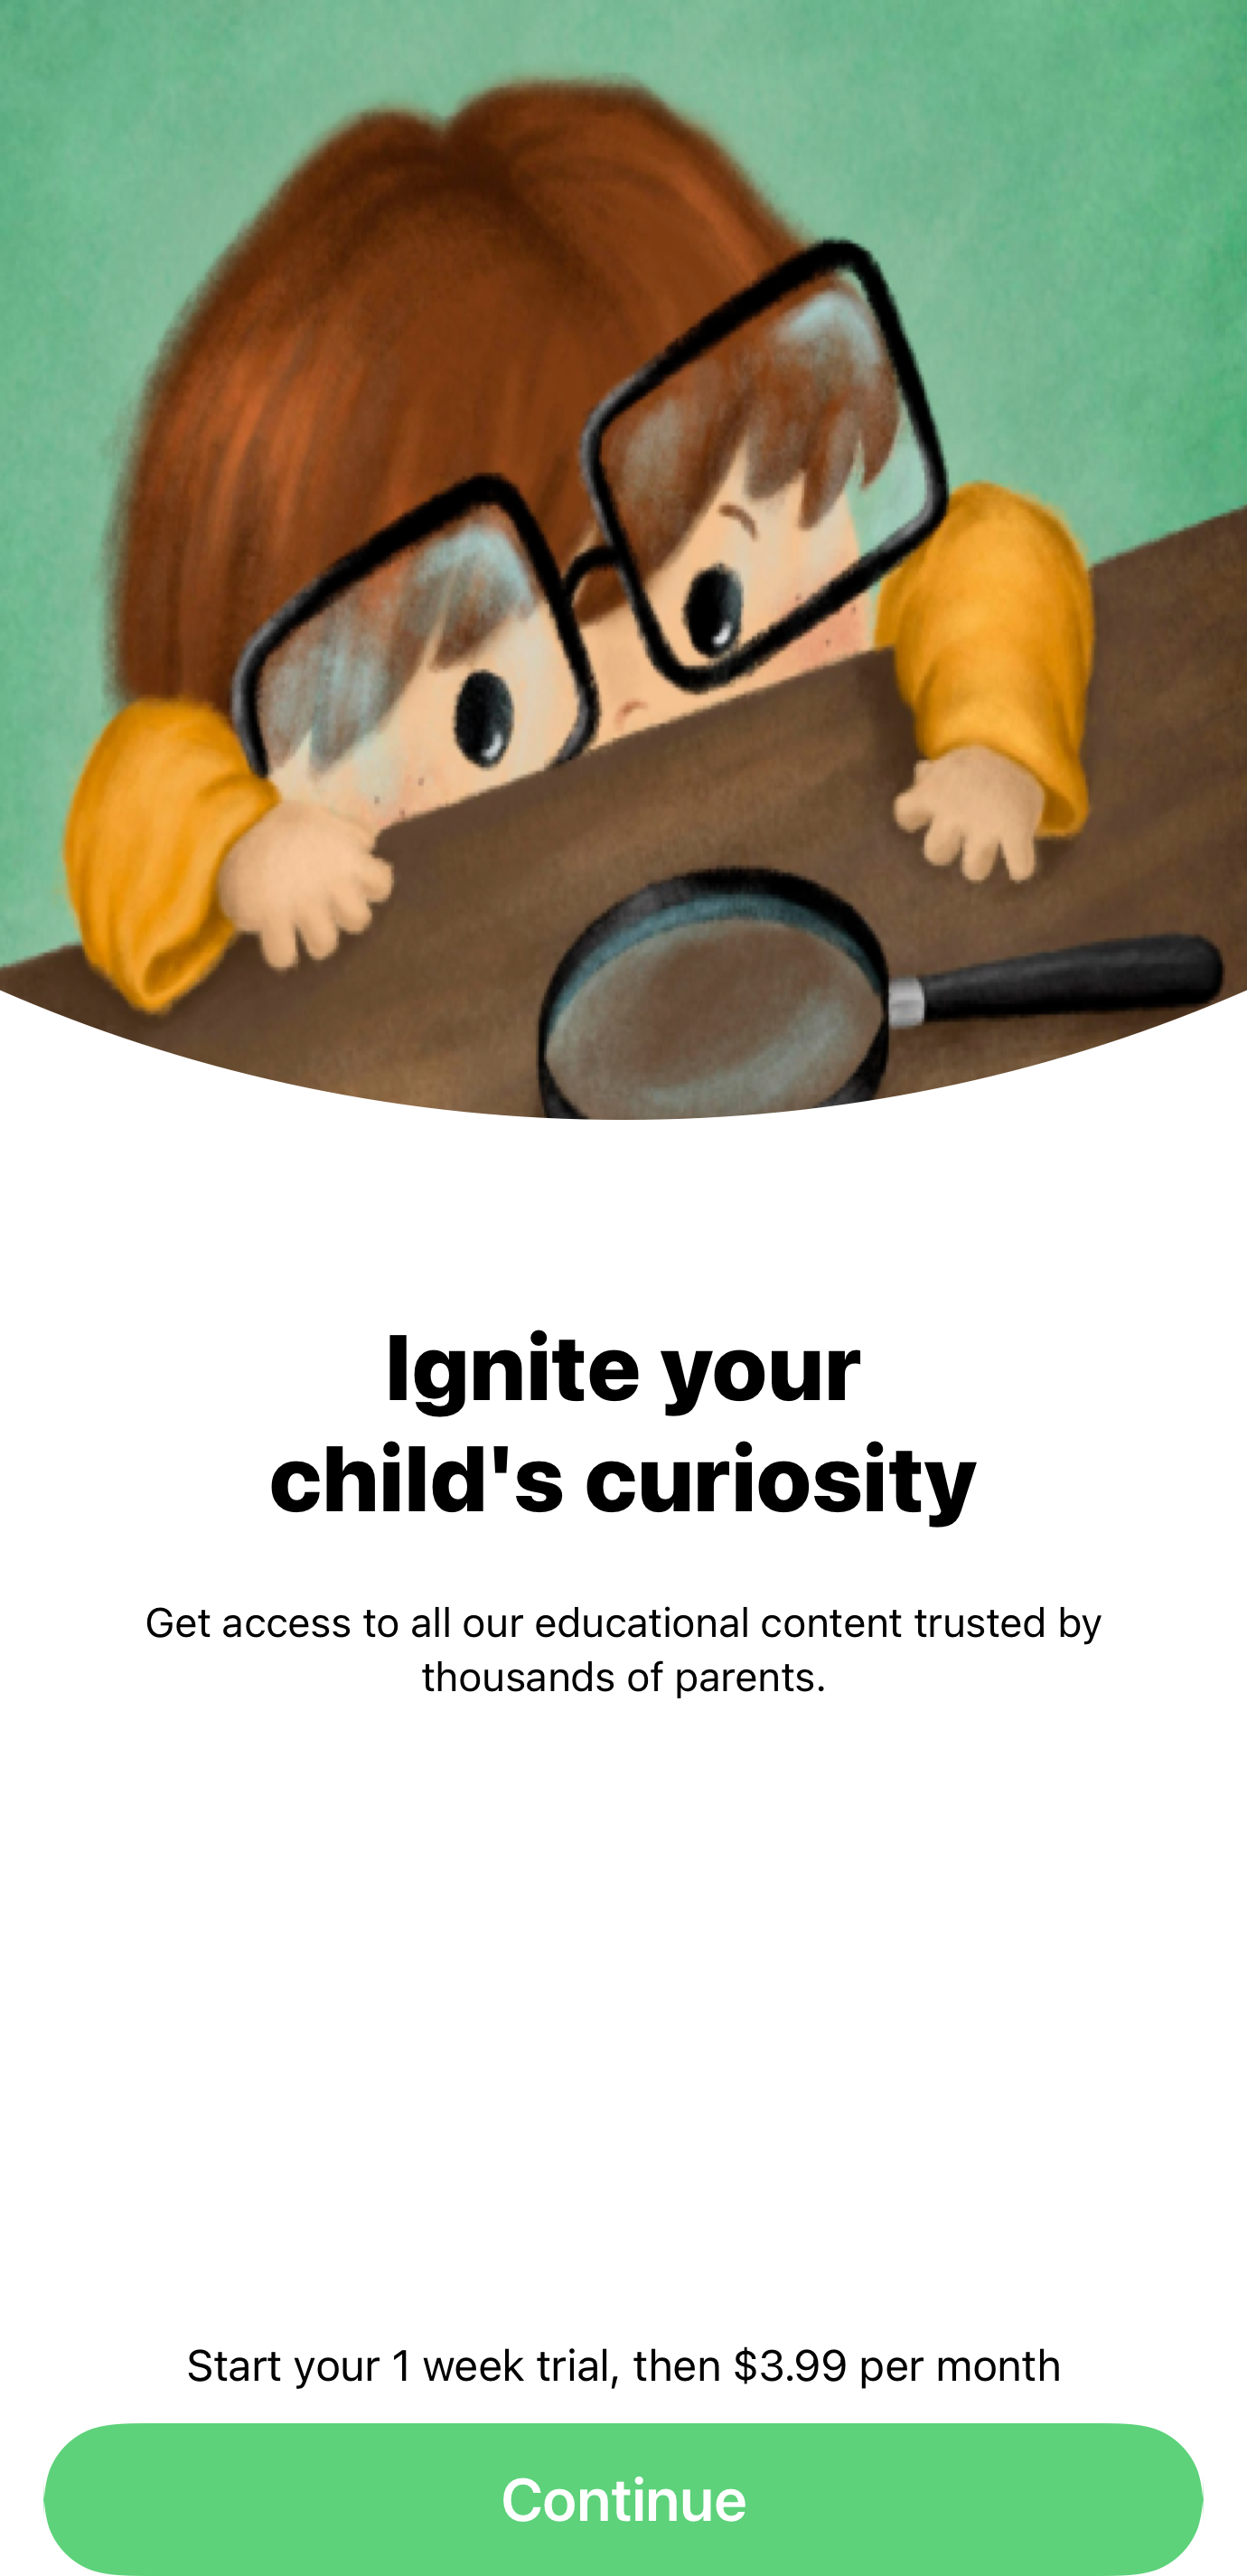 Ignite your
child's curiosity
Get access to all our educational content trusted by
thousands of parents.
Start your 1 week trial, then $3.99 per month
Continue